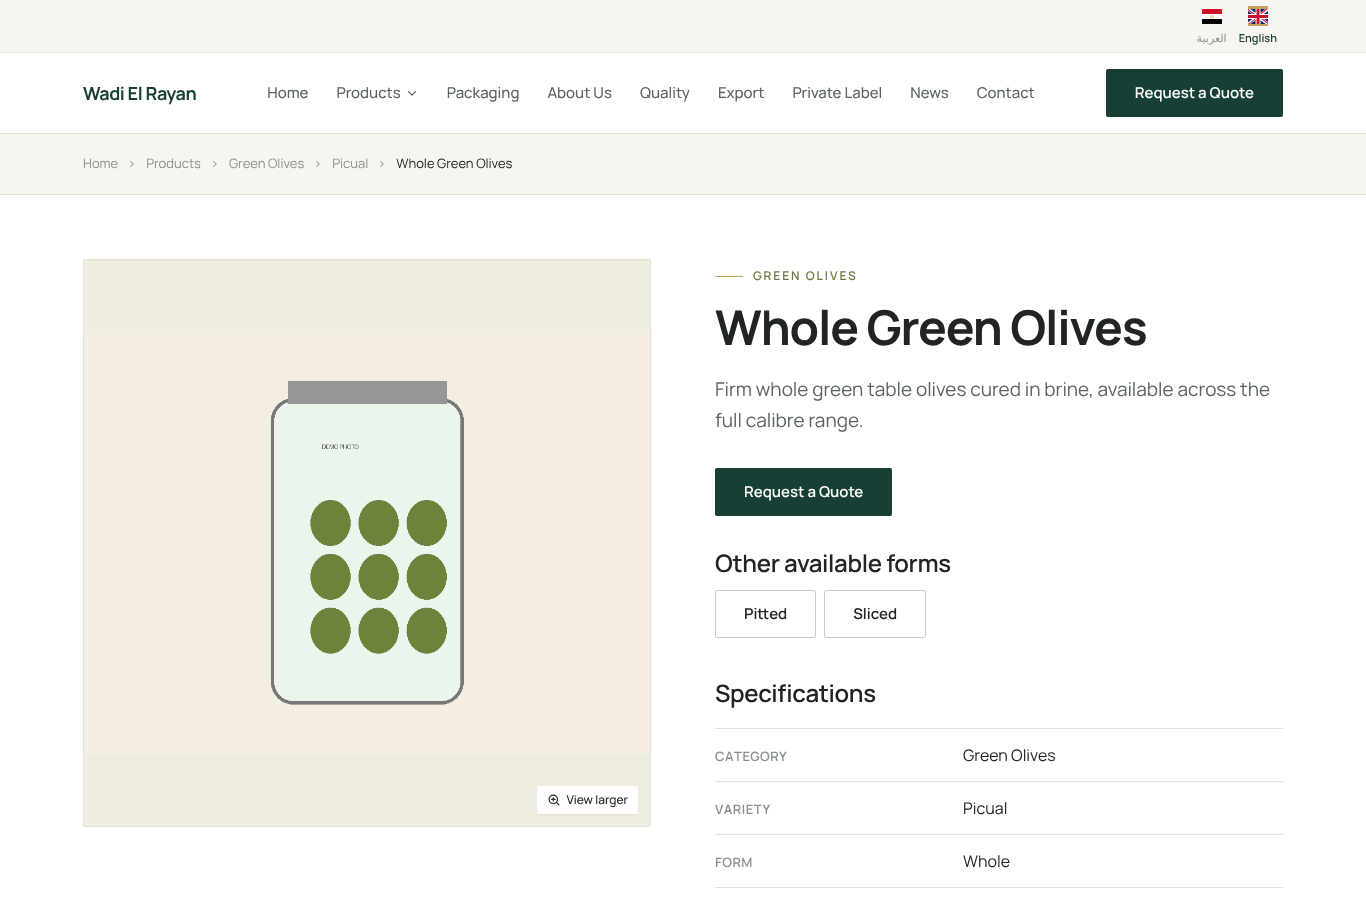 العربية
English
Wadi El Rayan
Home
Products
Packaging
About Us
Quality
Export
Private Label
News
Contact
Request a Quote
Home > Products > Green Olives > Picual > Whole Green Olives
DEMO PHOTO
View larger
GREEN OLIVES
Whole Green Olives
Firm whole green table olives cured in brine, available across the
full calibre range.
Request a Quote
Other available forms
Pitted
Sliced
Specifications
CATEGORY Green Olives
VARIETY Picual
FORM Whole